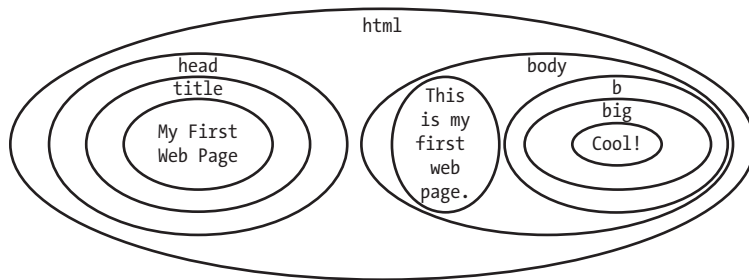 html
head
title
My First
Web Page
body
This
is my
first
web
page.
b
big
Cool!